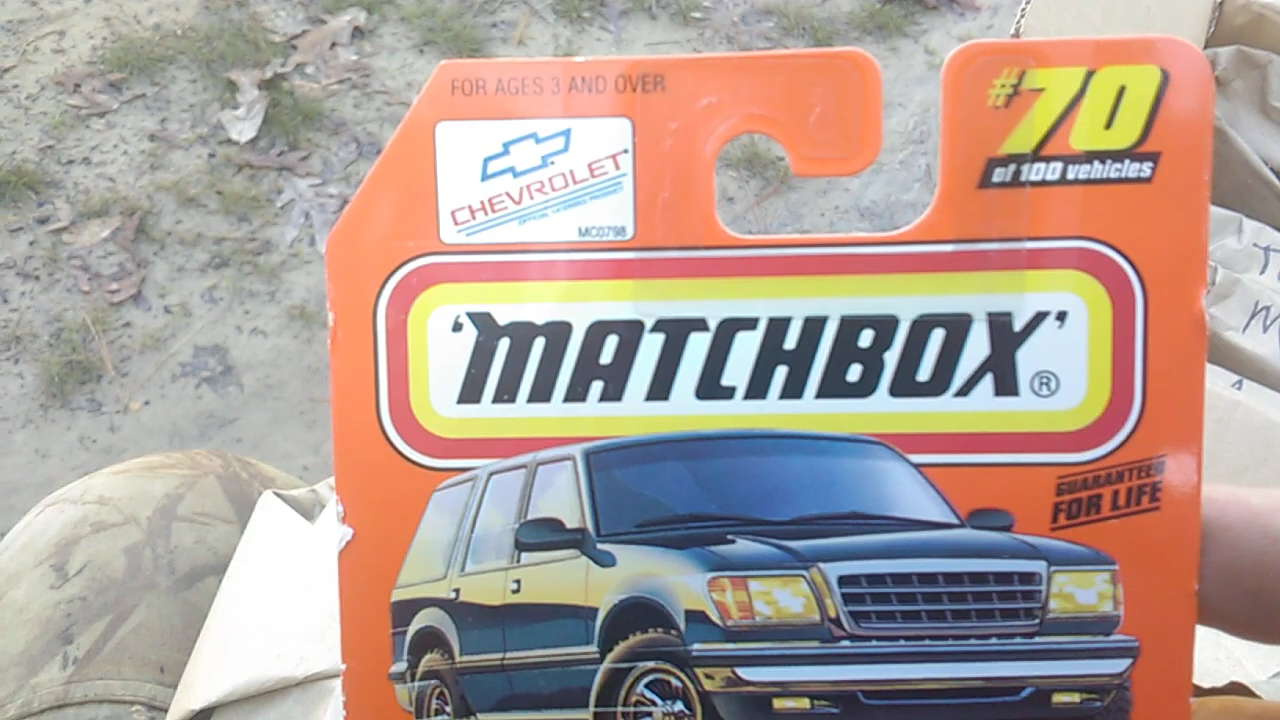 FOR AGES 3 AND OVER
CHEVROLET
OFFICIAL LICENSED PRODUCT
MC0798
#70
of 100 vehicles
'MATCHBOX'®
GUARANTEED
FOR LIFE